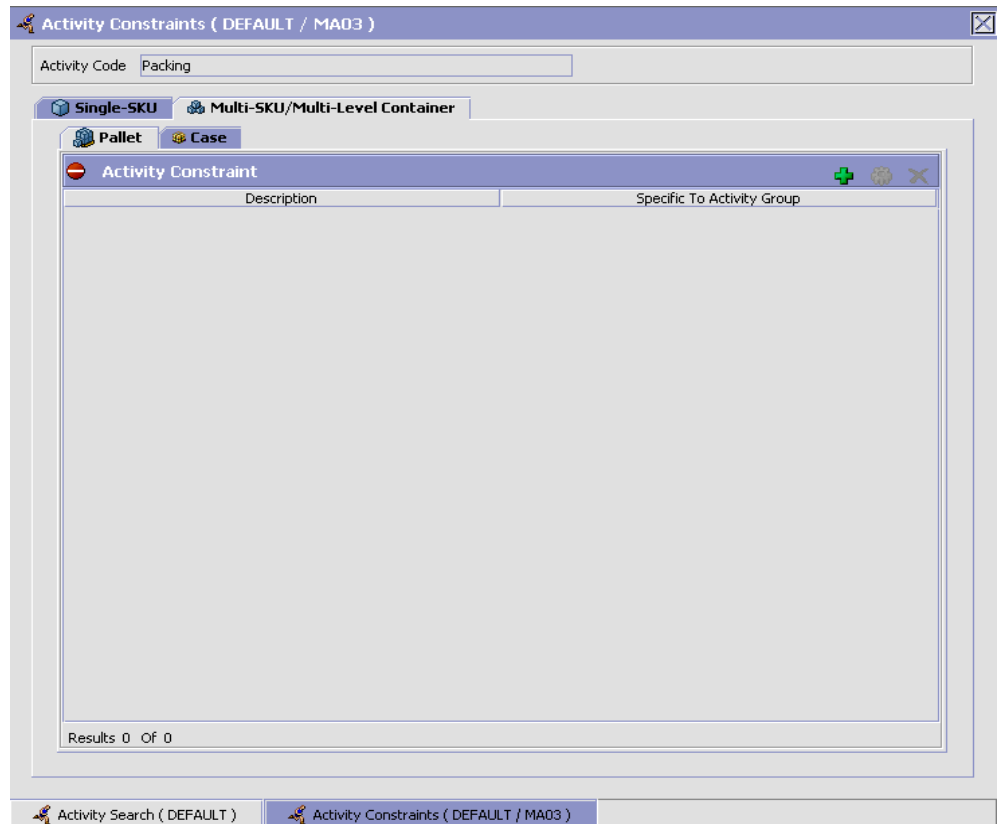 Activity Constraints ( DEFAULT / MA03 )
Activity Code Packing
Single-SKU Multi-SKU/Multi-Level Container
Pallet Case
Activity Constraint
Description Specific To Activity Group
Results 0 Of 0
Activity Search ( DEFAULT ) Activity Constraints ( DEFAULT / MA03 )